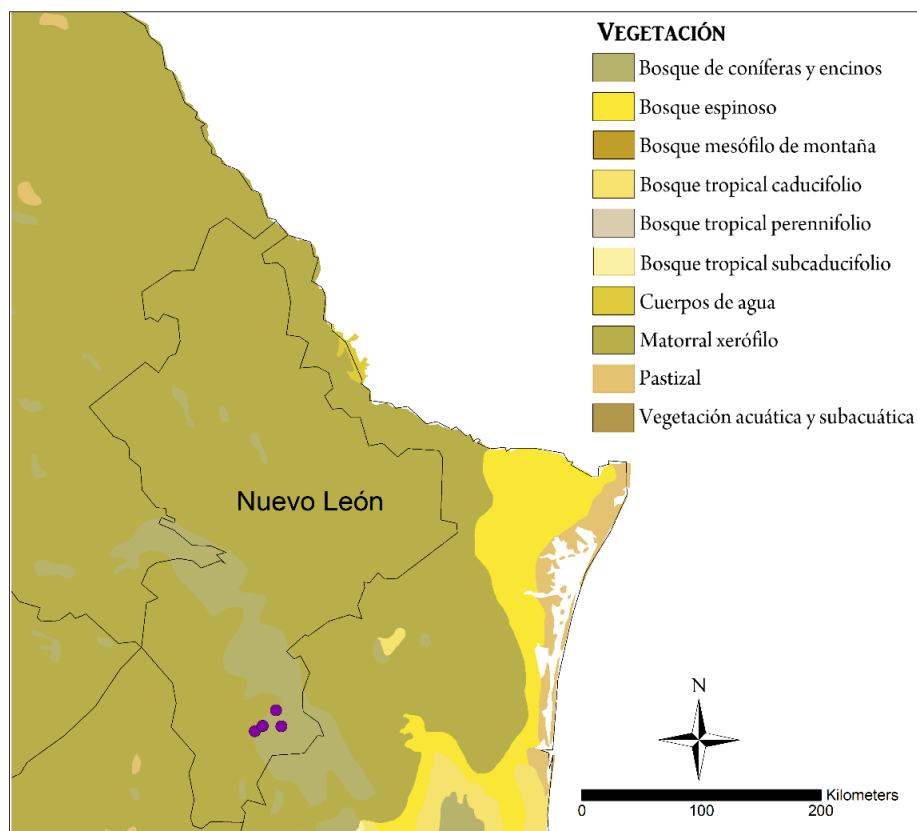 VEGETACIÓN
Bosque de coníferas y encinos
Bosque espinoso
Bosque mesófilo de montaña
Bosque tropical caducifolio
Bosque tropical perennifolio
Bosque tropical subcaducifolio
Cuerpos de agua
Matorral xerófilo
Pastizal
Vegetación acuática y subacuática
Nuevo León
N
Kilometers
0 100 200